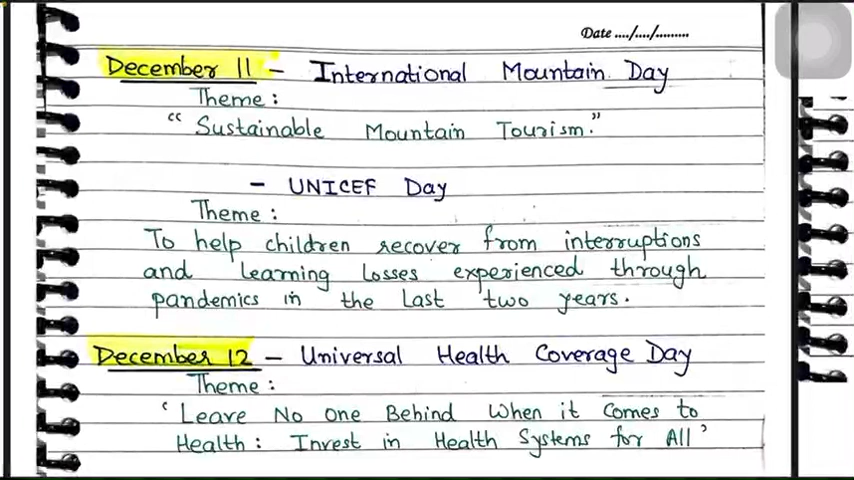 Date ..../..../.........
December 11 - International Mountain Day
Theme :
“ Sustainable Mountain Tourism.”
- UNICEF Day
Theme :
To help children recover from interruptions
and learning losses experienced through
pandemics in the last two years.
December 12 - Universal Health Coverage Day
Theme :
‘ Leave No One Behind When it comes to
Health : Invest in Health Systems for All ’